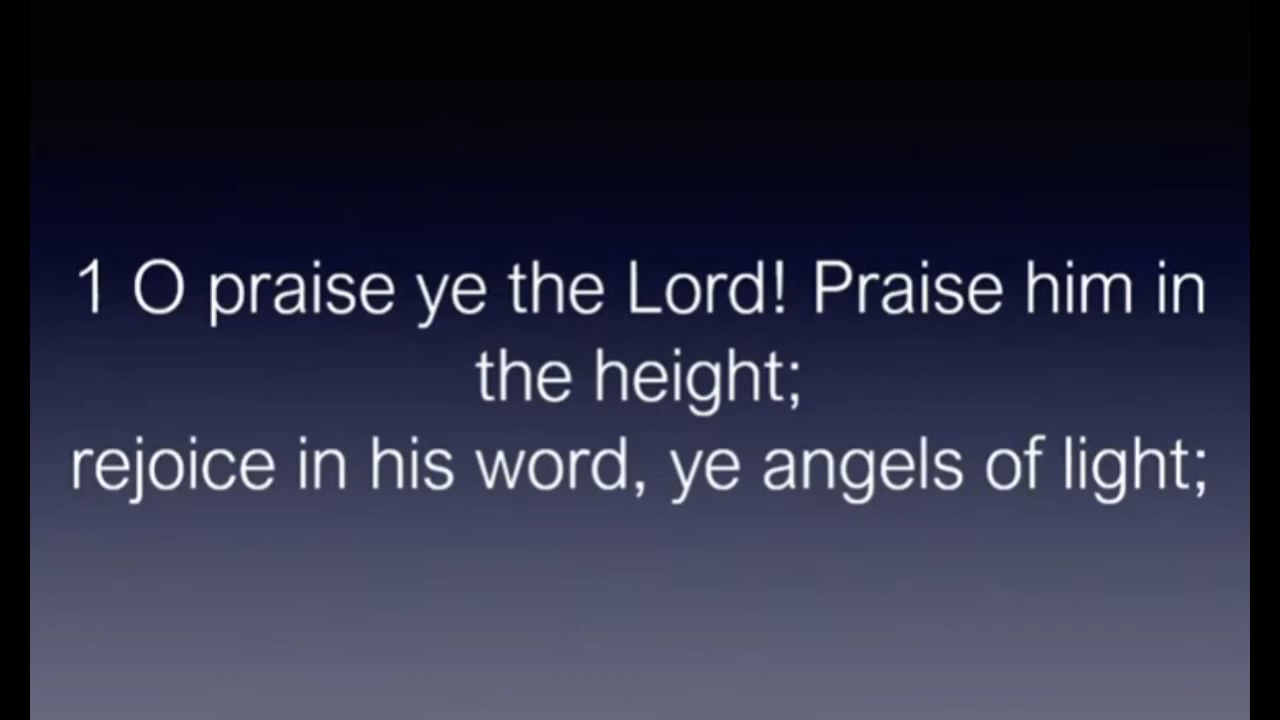 1 O praise ye the Lord! Praise him in
the height;
rejoice in his word, ye angels of light;